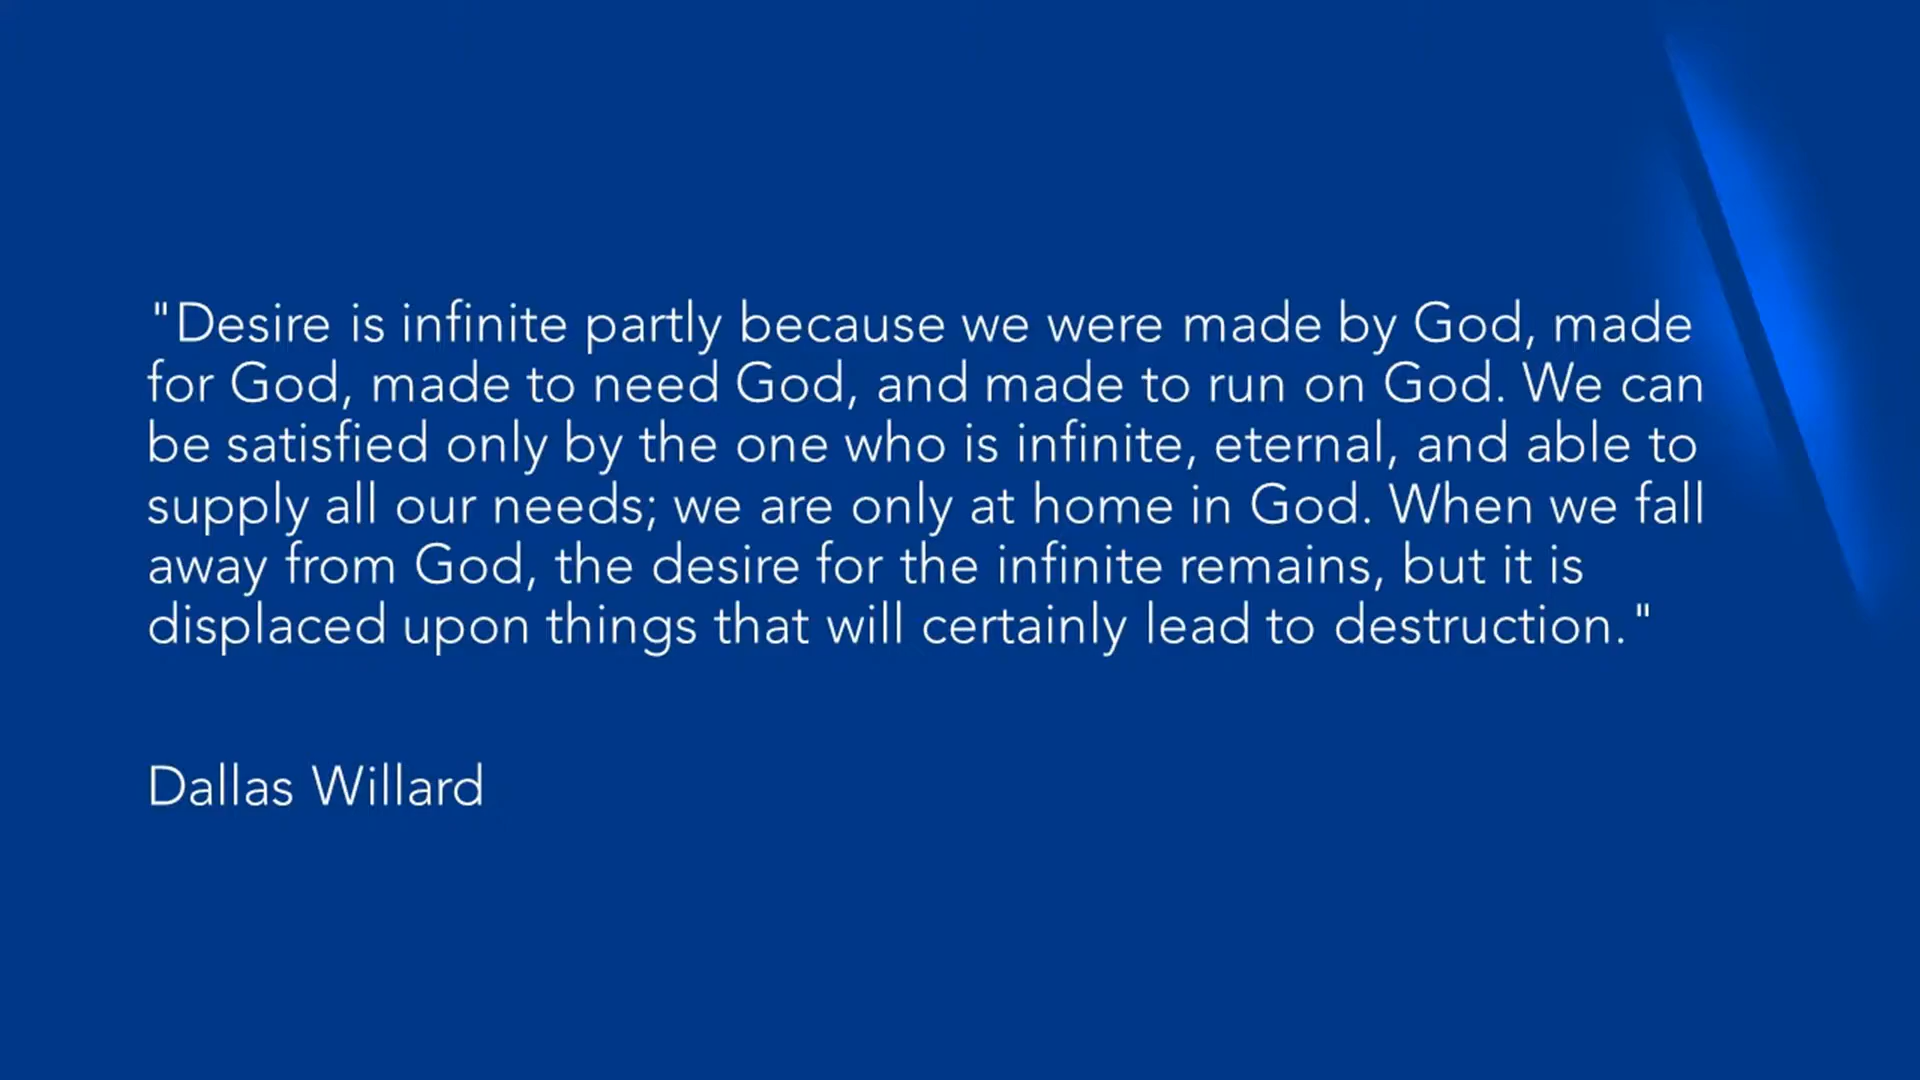 "Desire is infinite partly because we were made by God, made
for God, made to need God, and made to run on God. We can
be satisfied only by the one who is infinite, eternal, and able to
supply all our needs; we are only at home in God. When we fall
away from God, the desire for the infinite remains, but it is
displaced upon things that will certainly lead to destruction."
Dallas Willard